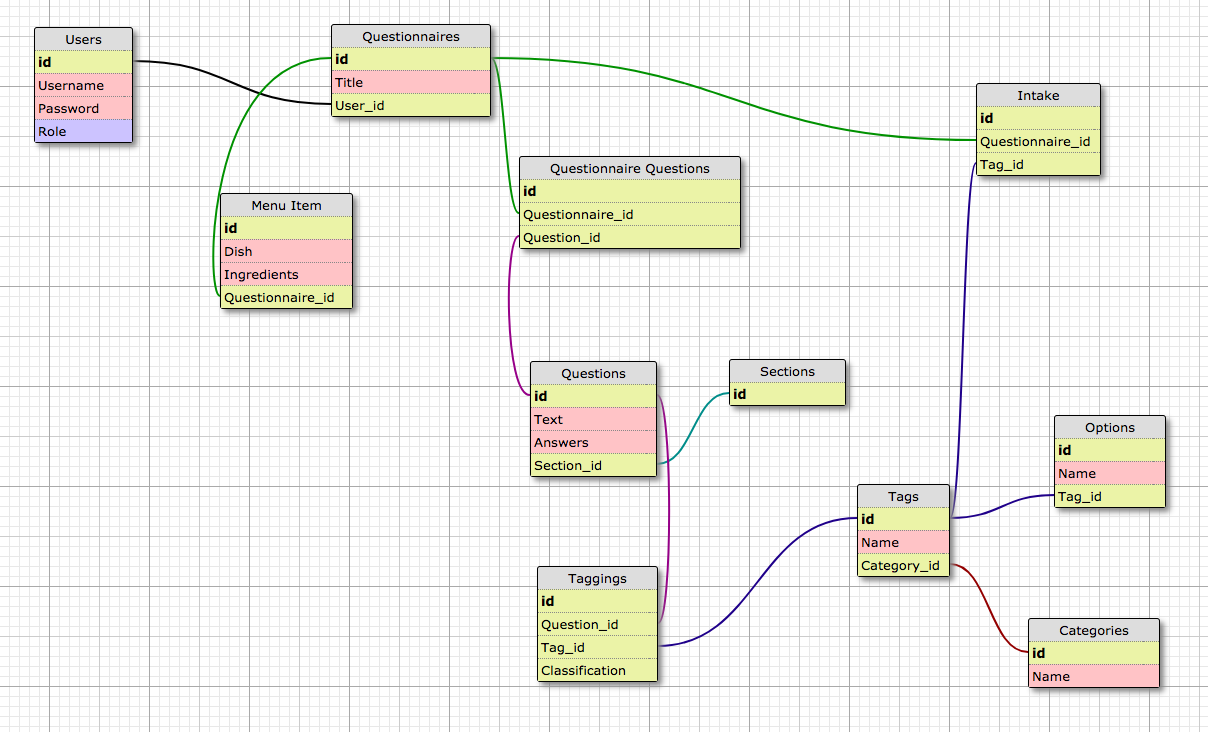 Users
id
Username
Password
Role
Questionnaires
id
Title
User_id
Intake
id
Questionnaire_id
Tag_id
Questionnaire Questions
id
Questionnaire_id
Question_id
Menu Item
id
Dish
Ingredients
Questionnaire_id
Questions
id
Text
Answers
Section_id
Sections
id
Options
id
Name
Tag_id
Tags
id
Name
Category_id
Taggings
id
Question_id
Tag_id
Classification
Categories
id
Name